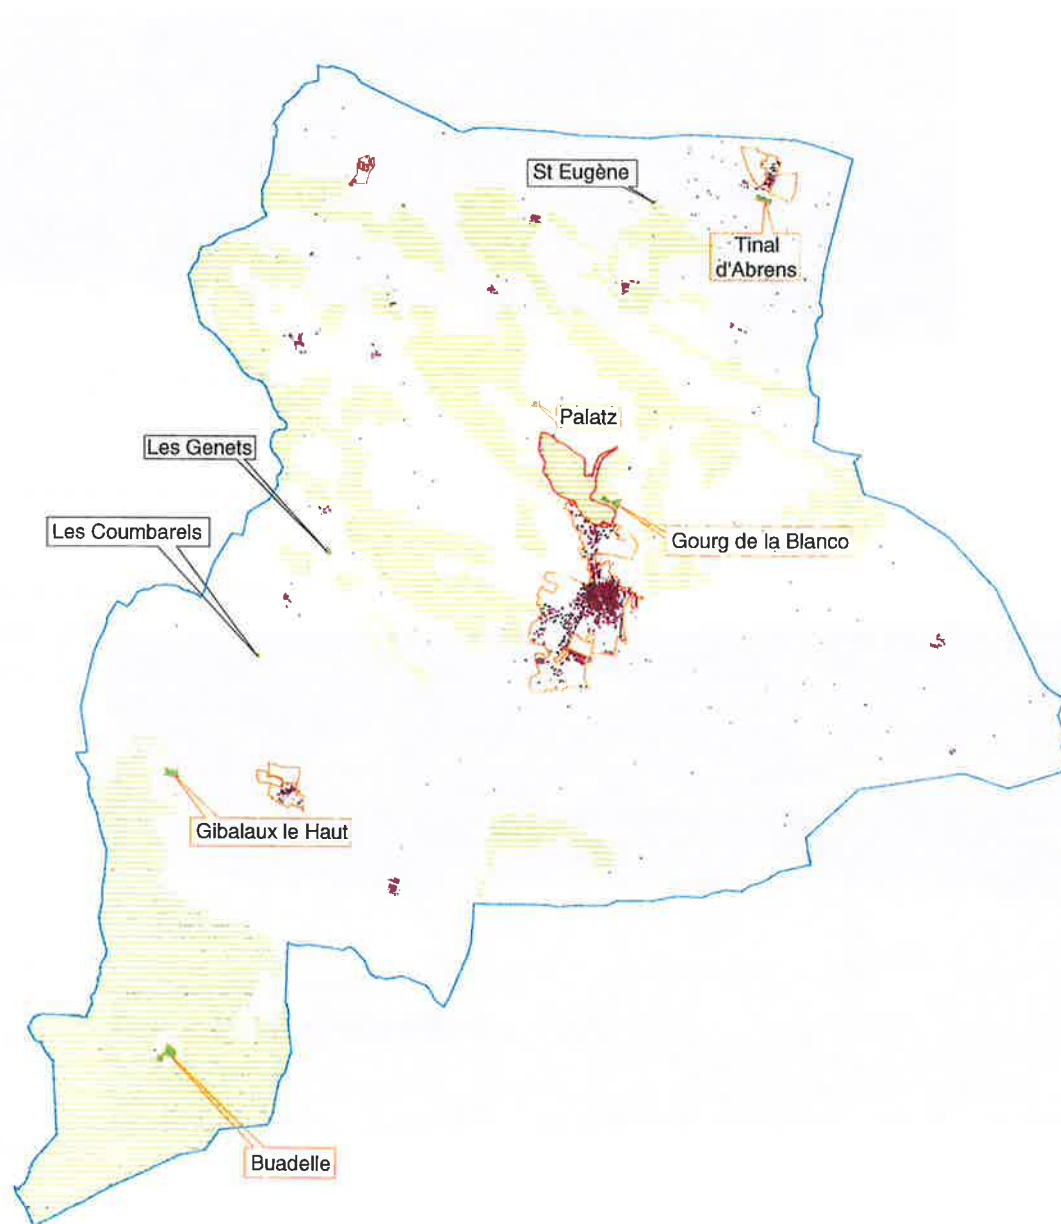 St Eugène
Tinal
d'Abrens
Palatz
Les Genets
Les Coumbarels
Gourg de la Blanco
Gibalaux le Haut
Buadelle